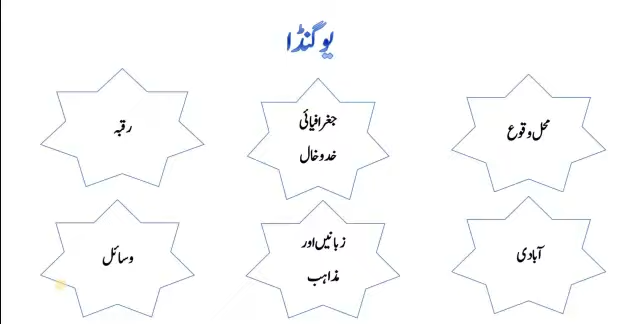 یوگنڈا
محل وقوع
جغرافیائی
خدوخال
رقبہ
آبادی
زبانیں اور
مذاہب
وسائل